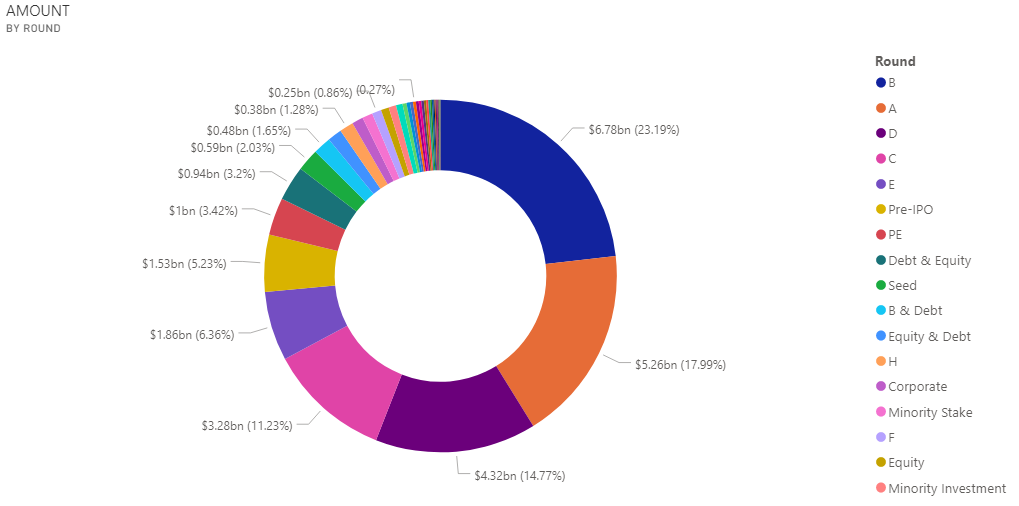 AMOUNT
BY ROUND
$0.25bn (0.86%)
(0.27%)
$0.38bn (1.28%)
$0.48bn (1.65%)
$0.59bn (2.03%)
$0.94bn (3.2%)
$1bn (3.42%)
$1.53bn (5.23%)
$1.86bn (6.36%)
$3.28bn (11.23%)
$4.32bn (14.77%)
$5.26bn (17.99%)
$6.78bn (23.19%)
Round
B
A
D
C
E
Pre-IPO
PE
Debt & Equity
Seed
B & Debt
Equity & Debt
H
Corporate
Minority Stake
F
Equity
Minority Investment